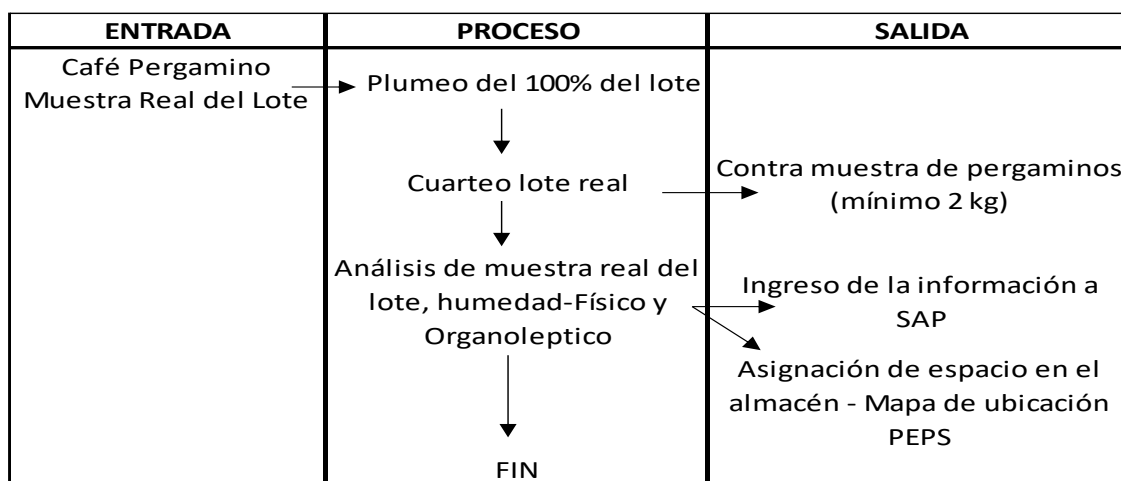 ENTRADA
PROCESO
SALIDA
Café Pergamino
Muestra Real del Lote
Plumeo del 100% del lote
Cuarteo lote real
Contra muestra de pergaminos
(mínimo 2 kg)
Análisis de muestra real del
lote, humedad-Físico y
Organoleptico
Ingreso de la información a
SAP
Asignación de espacio en el
almacén - Mapa de ubicación
PEPS
FIN